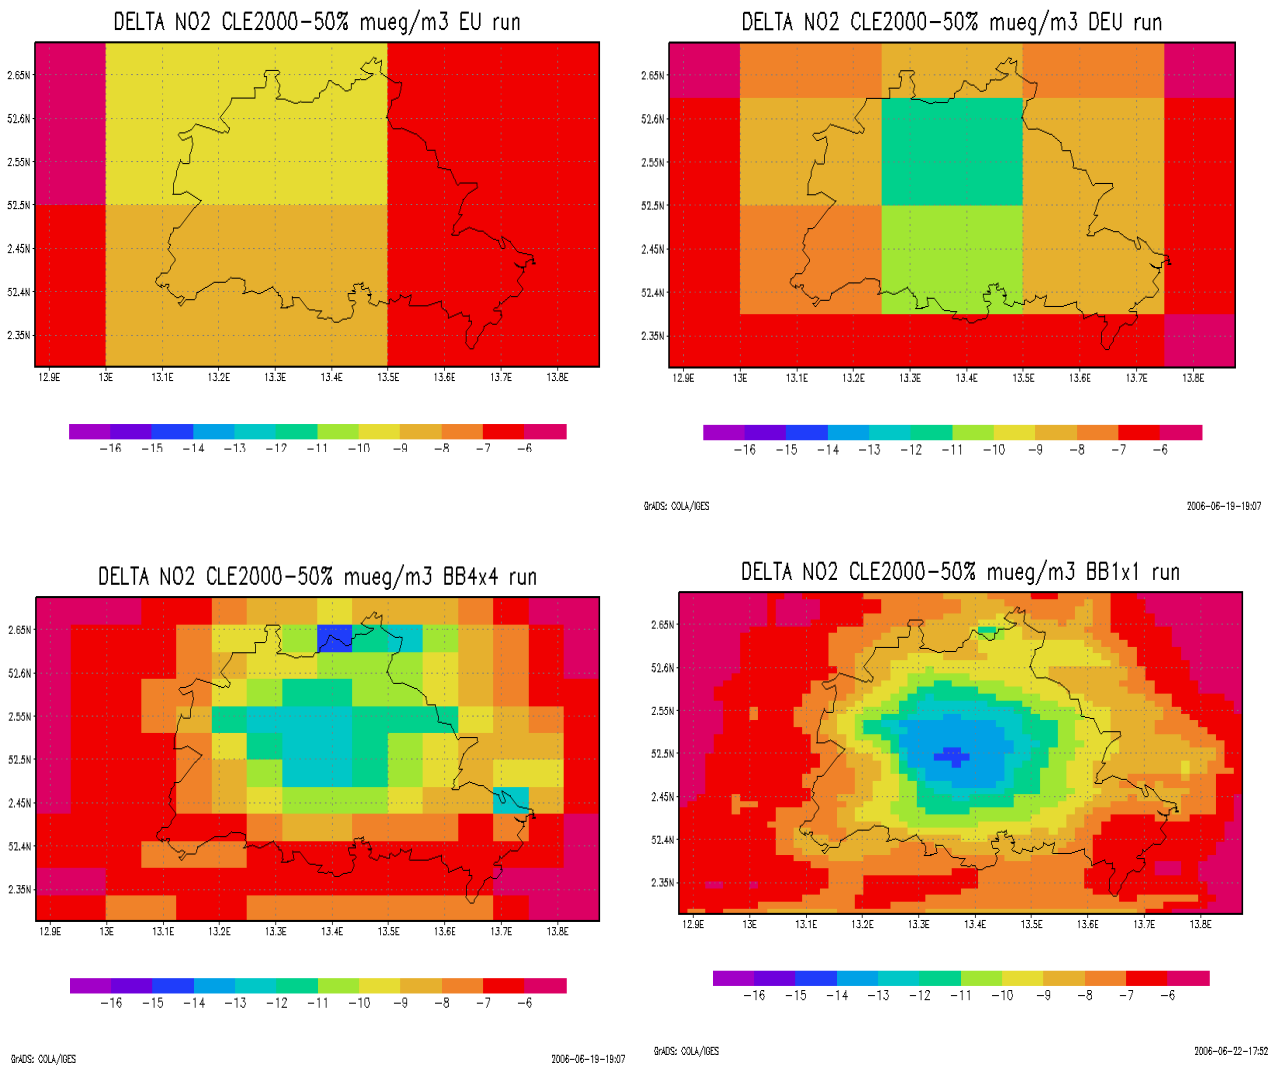 DELTA NO2 CLE2000-50% mueg/m3 EU run
2.65N
52.6N
2.55N
52.5N
2.45N
52.4N
2.35N
12.9E 13E 13.1E 13.2E 13.3E 13.4E 13.5E 13.6E 13.7E 13.8E
-16 -15 -14 -13 -12 -11 -10 -9 -8 -7 -6
DELTA NO2 CLE2000-50% mueg/m3 DEU run
2.65N
52.6N
2.55N
52.5N
2.45N
52.4N
2.35N
12.9E 13E 13.1E 13.2E 13.3E 13.4E 13.5E 13.6E 13.7E 13.8E
-16 -15 -14 -13 -12 -11 -10 -9 -8 -7 -6
GrADS: COLA/IGES 2006-06-19-19:07
DELTA NO2 CLE2000-50% mueg/m3 BB4x4 run
2.65N
52.6N
2.55N
52.5N
2.45N
52.4N
2.35N
12.9E 13E 13.1E 13.2E 13.3E 13.4E 13.5E 13.6E 13.7E 13.8E
-16 -15 -14 -13 -12 -11 -10 -9 -8 -7 -6
GrADS: COLA/IGES 2006-06-19-19:07
DELTA NO2 CLE2000-50% mueg/m3 BB1x1 run
2.65N
52.6N
2.55N
52.5N
2.45N
52.4N
2.35N
12.9E 13E 13.1E 13.2E 13.3E 13.4E 13.5E 13.6E 13.7E 13.8E
-16 -15 -14 -13 -12 -11 -10 -9 -8 -7 -6
GrADS: COLA/IGES 2006-06-22-17:52